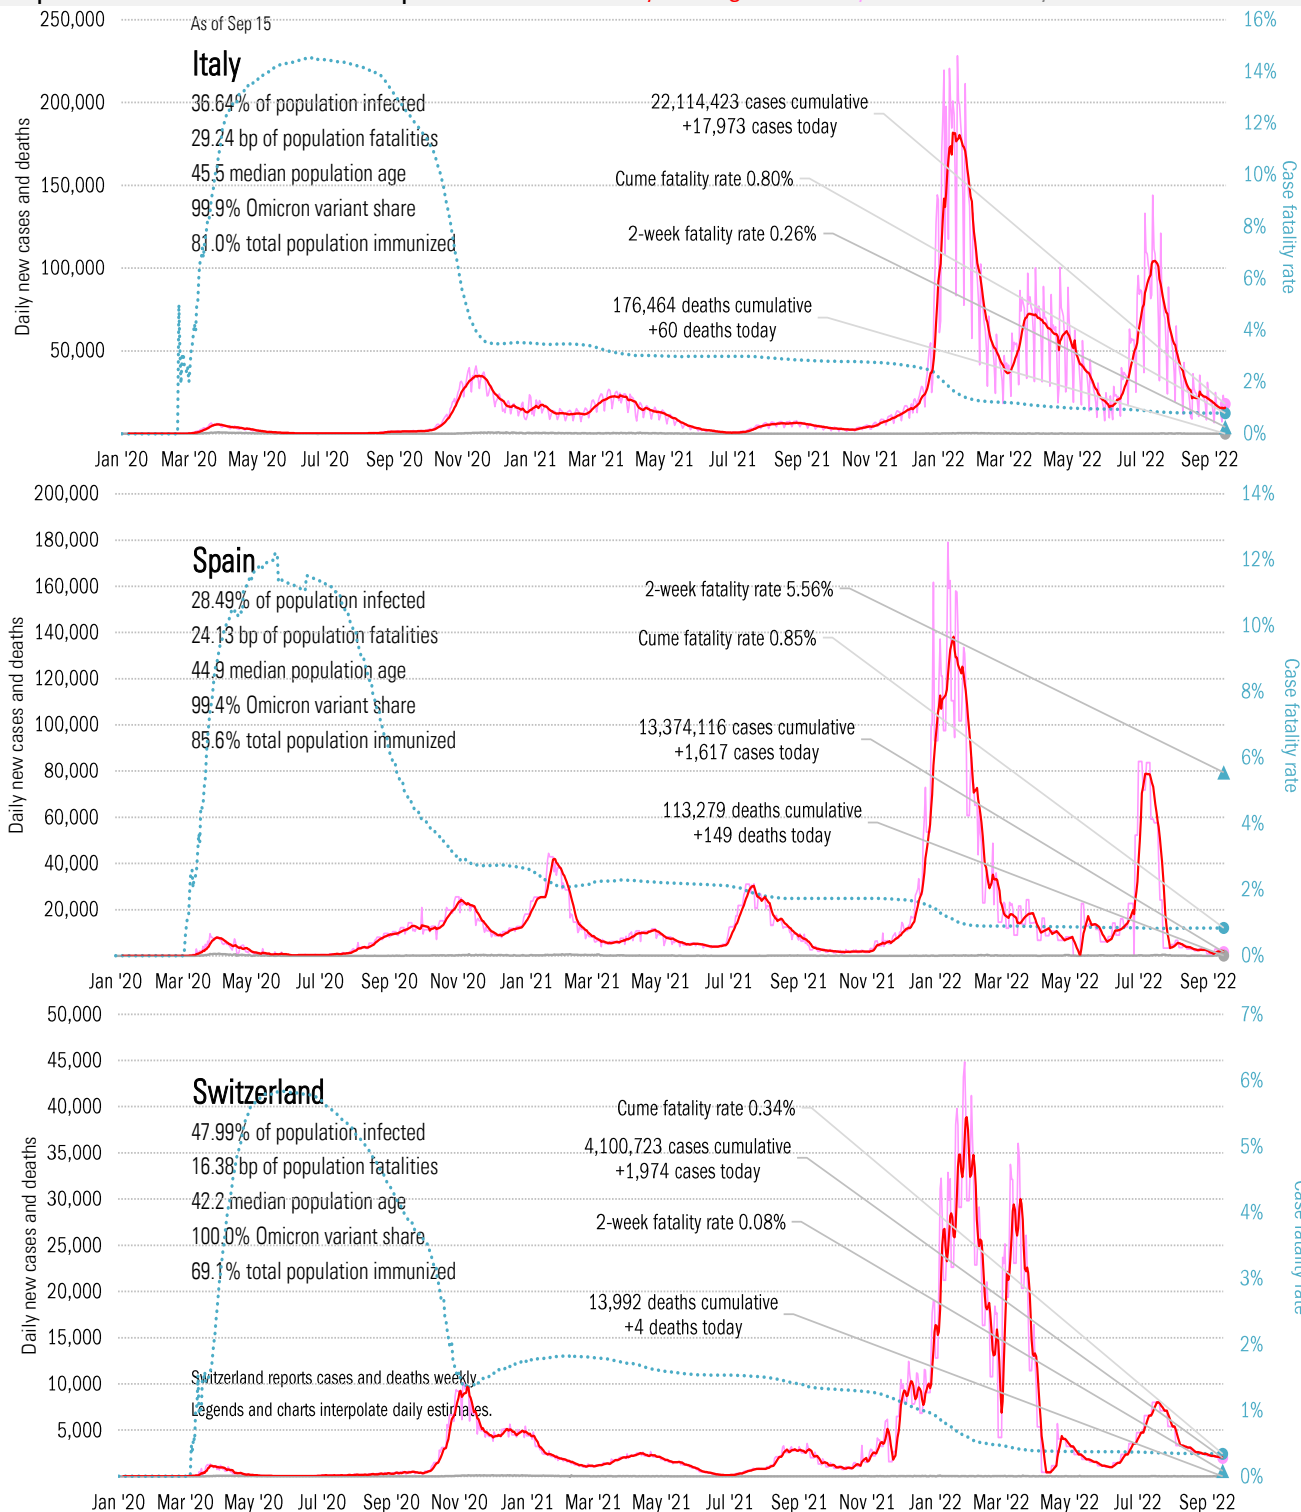 250,000
As of Sep 15
16%
Italy
14%
36.64% of population infected
200,000
22,114,423 cases cumulative
+17,973 cases today
12%
29.24 bp of population fatalities
45.5 median population age
Cume fatality rate 0.80%
10%
150,000
99.9% Omicron variant share
2-week fatality rate 0.26%
8%
81.0% total population immunized
100,000
6%
176,464 deaths cumulative
+60 deaths today
4%
50,000
2%
0%
Daily new cases and deaths
Case fatality rate
Jan '20 Mar '20 May '20 Jul '20 Sep '20 Nov '20 Jan '21 Mar '21 May '21 Jul '21 Sep '21 Nov '21 Jan '22 Mar '22 May '22 Jul '22 Sep '22
200,000
14%
180,000
Spain
12%
160,000
2-week fatality rate 5.56%
28.49% of population infected
10%
140,000
24.13 bp of population fatalities
Cume fatality rate 0.85%
120,000
44.9 median population age
8%
99.4% Omicron variant share
100,000
13,374,116 cases cumulative
+1,617 cases today
85.6% total population immunized
6%
80,000
113,279 deaths cumulative
+149 deaths today
4%
60,000
40,000
2%
20,000
0%
Daily new cases and deaths
Case fatality rate
Jan '20 Mar '20 May '20 Jul '20 Sep '20 Nov '20 Jan '21 Mar '21 May '21 Jul '21 Sep '21 Nov '21 Jan '22 Mar '22 May '22 Jul '22 Sep '22
50,000
7%
45,000
Switzerland
6%
40,000
Cume fatality rate 0.34%
47.99% of population infected
4,100,723 cases cumulative
+1,974 cases today
5%
35,000
16.38 bp of population fatalities
30,000
42.2 median population age
4%
2-week fatality rate 0.08%
100.0% Omicron variant share
25,000
69.1% total population immunized
3%
20,000
13,992 deaths cumulative
+4 deaths today
15,000
2%
Switzerland reports cases and deaths weekly.
10,000
Legends and charts interpolate daily estimates.
1%
5,000
0%
Daily new cases and deaths
Case fatality rate
Jan '20 Mar '20 May '20 Jul '20 Sep '20 Nov '20 Jan '21 Mar '21 May '21 Jul '21 Sep '21 Nov '21 Jan '22 Mar '22 May '22 Jul '22 Sep '22